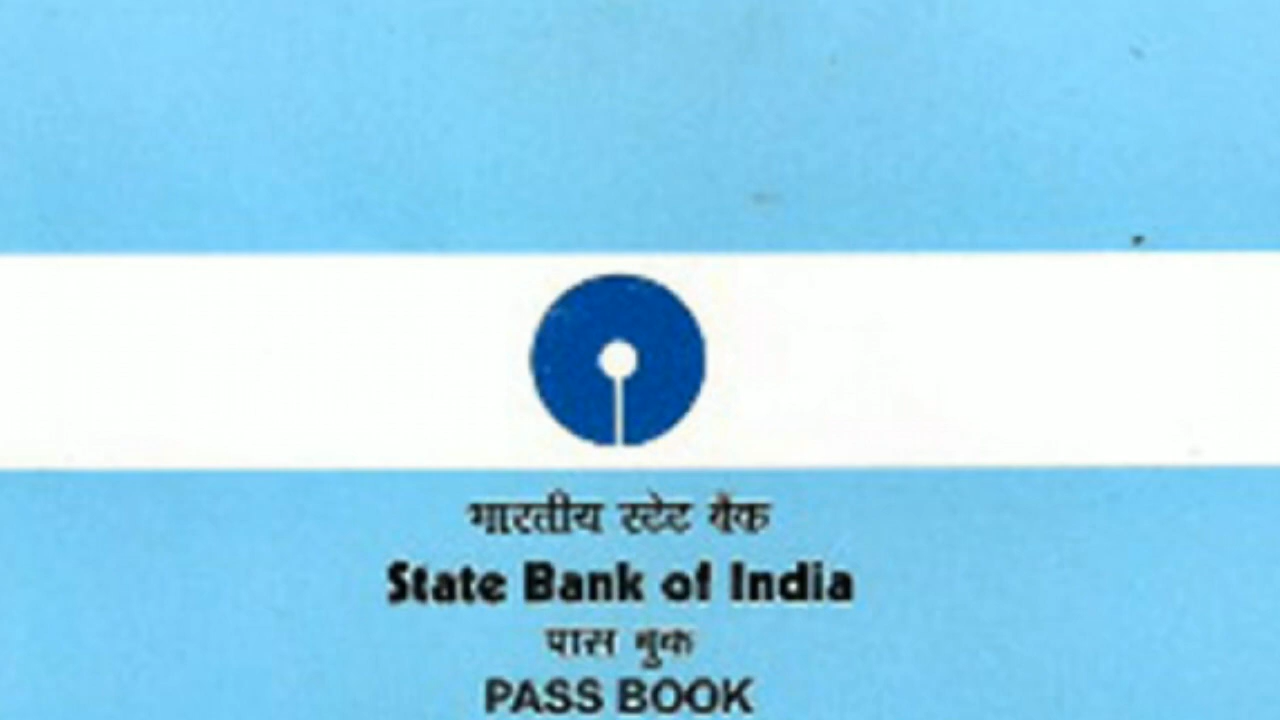 भारतीय स्टेट बैंक
State Bank of India
पास बुक
PASS BOOK